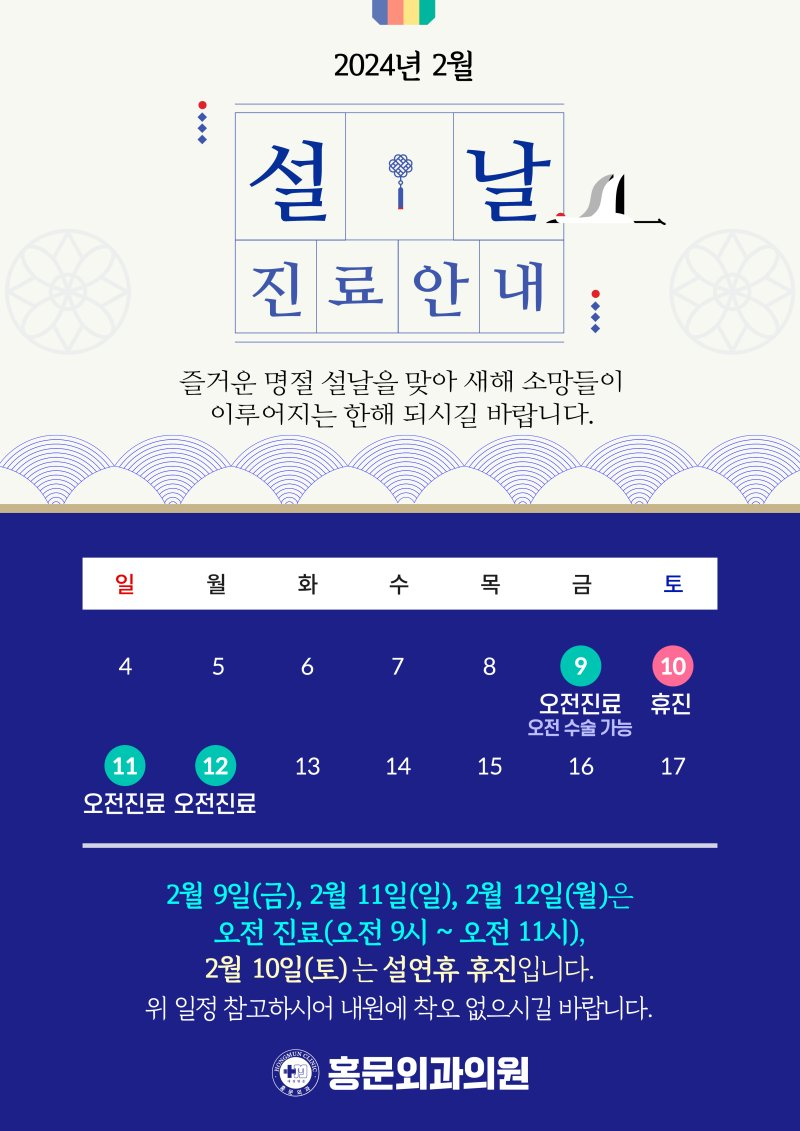 2024년 2월
설날
진료안내
즐거운 명절 설날을 맞아 새해 소망들이
이루어지는 한해 되시길 바랍니다.
일 월 화 수 목 금 토
4 5 6 7 8 9 10
오전진료 휴진
오전 수술 가능
11 12 13 14 15 16 17
오전진료 오전진료
2월 9일(금), 2월 11일(일), 2월 12일(월)은
오전 진료(오전 9시 ~ 오전 11시),
2월 10일(토)는 설연휴 휴진입니다.
위 일정 참고하시어 내원에 착오 없으시길 바랍니다.
HONGMUN CLINIC
홍문외과의원